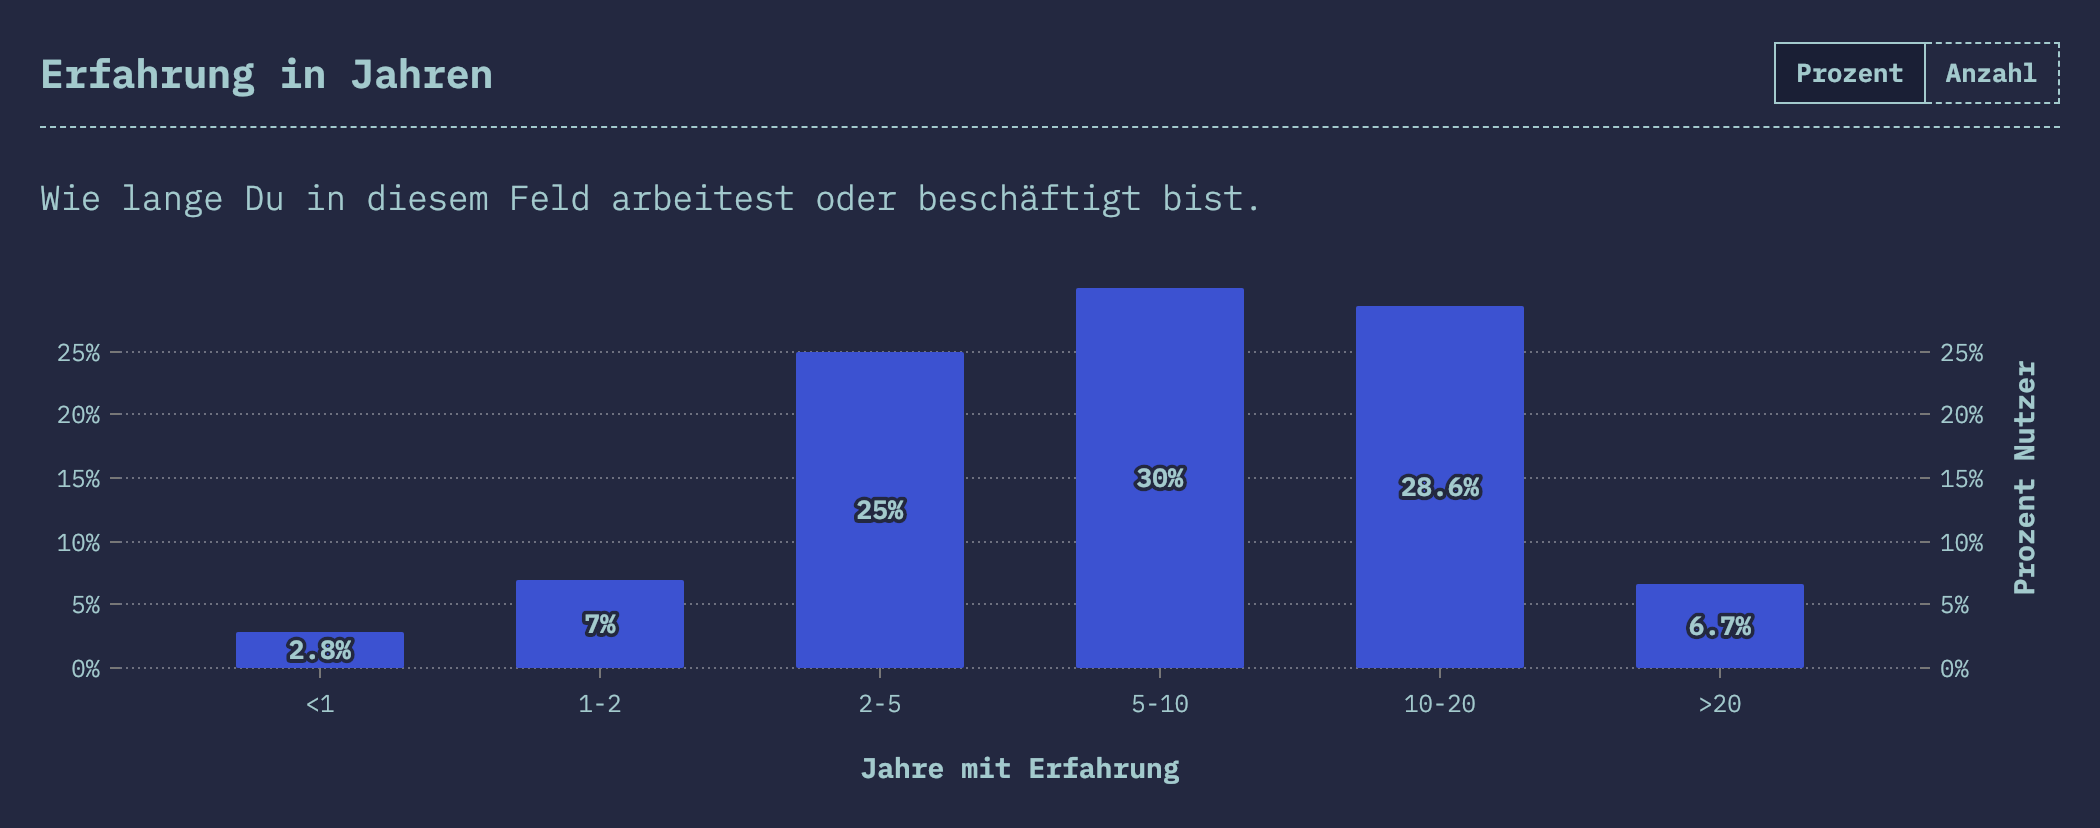 Erfahrung in Jahren
Prozent Anzahl
Wie lange Du in diesem Feld arbeitest oder beschäftigt bist.
25% 25%
20% 20%
15% 15%
10% 10%
5% 5%
0% 0%
2.8% 7% 25% 30% 28.6% 6.7%
<1 1-2 2-5 5-10 10-20 >20
Jahre mit Erfahrung
Prozent Nutzer